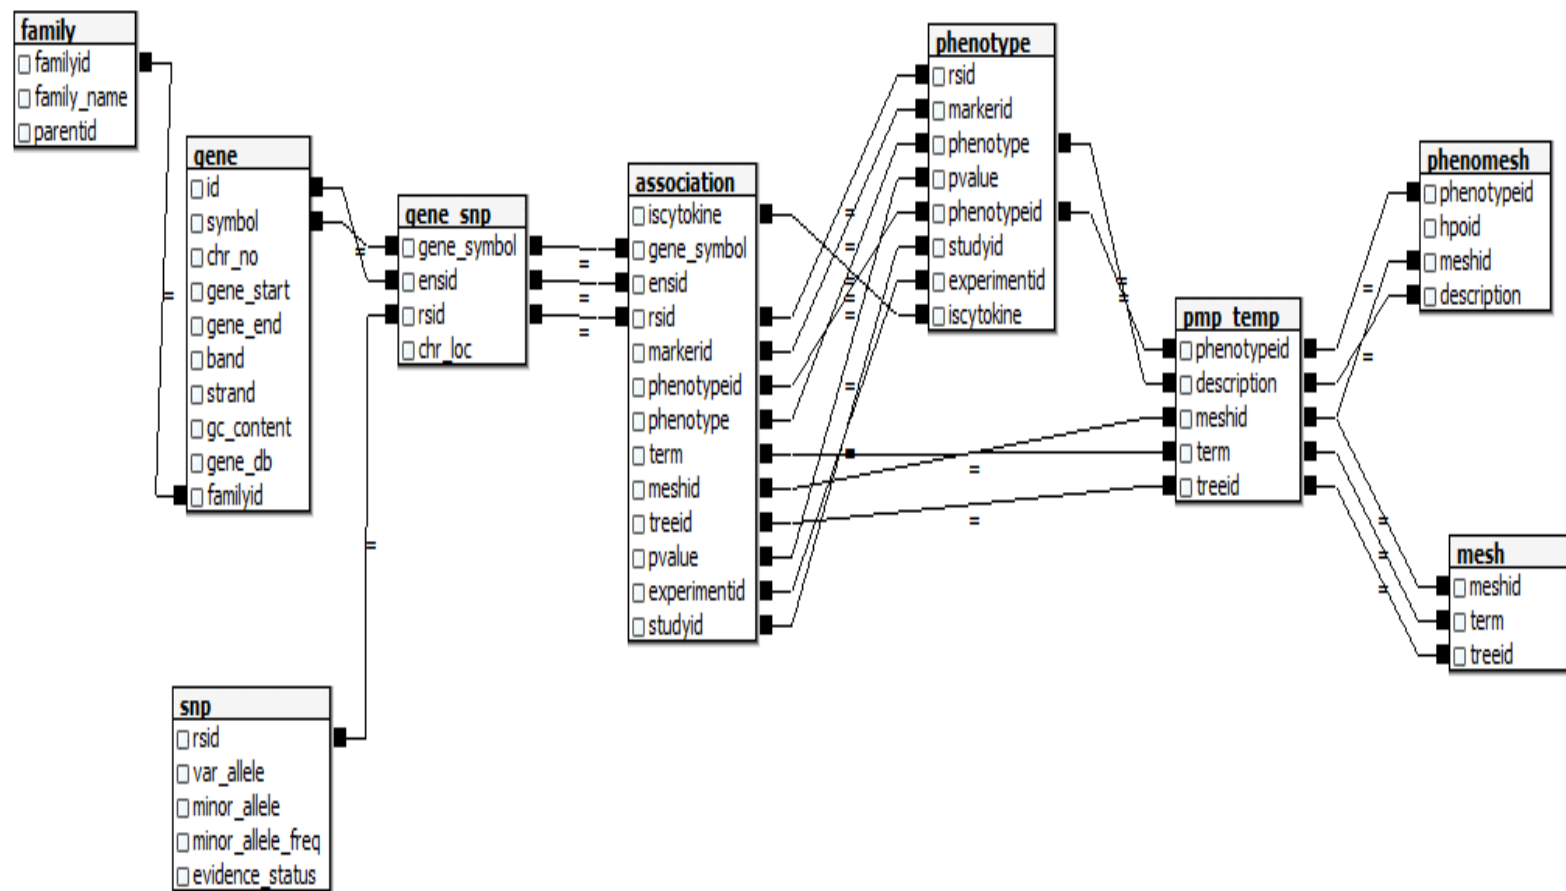 family
familyid
family_name
parentid
gene
id
symbol
chr_no
gene_start
gene_end
band
strand
gc_content
gene_db
familyid
snp
rsid
var_allele
minor_allele
minor_allele_freq
evidence_status
gene_snp
gene_symbol
ensid
rsid
chr_loc
association
iscytokine
gene_symbol
ensid
rsid
markerid
phenotypeid
phenotype
term
meshid
treeid
pvalue
experimentid
studyid
phenotype
rsid
markerid
phenotype
pvalue
phenotypeid
studyid
experimentid
iscytokine
pmp_temp
phenotypeid
description
meshid
term
treeid
phenomesh
phenotypeid
hpoid
meshid
description
mesh
meshid
term
treeid